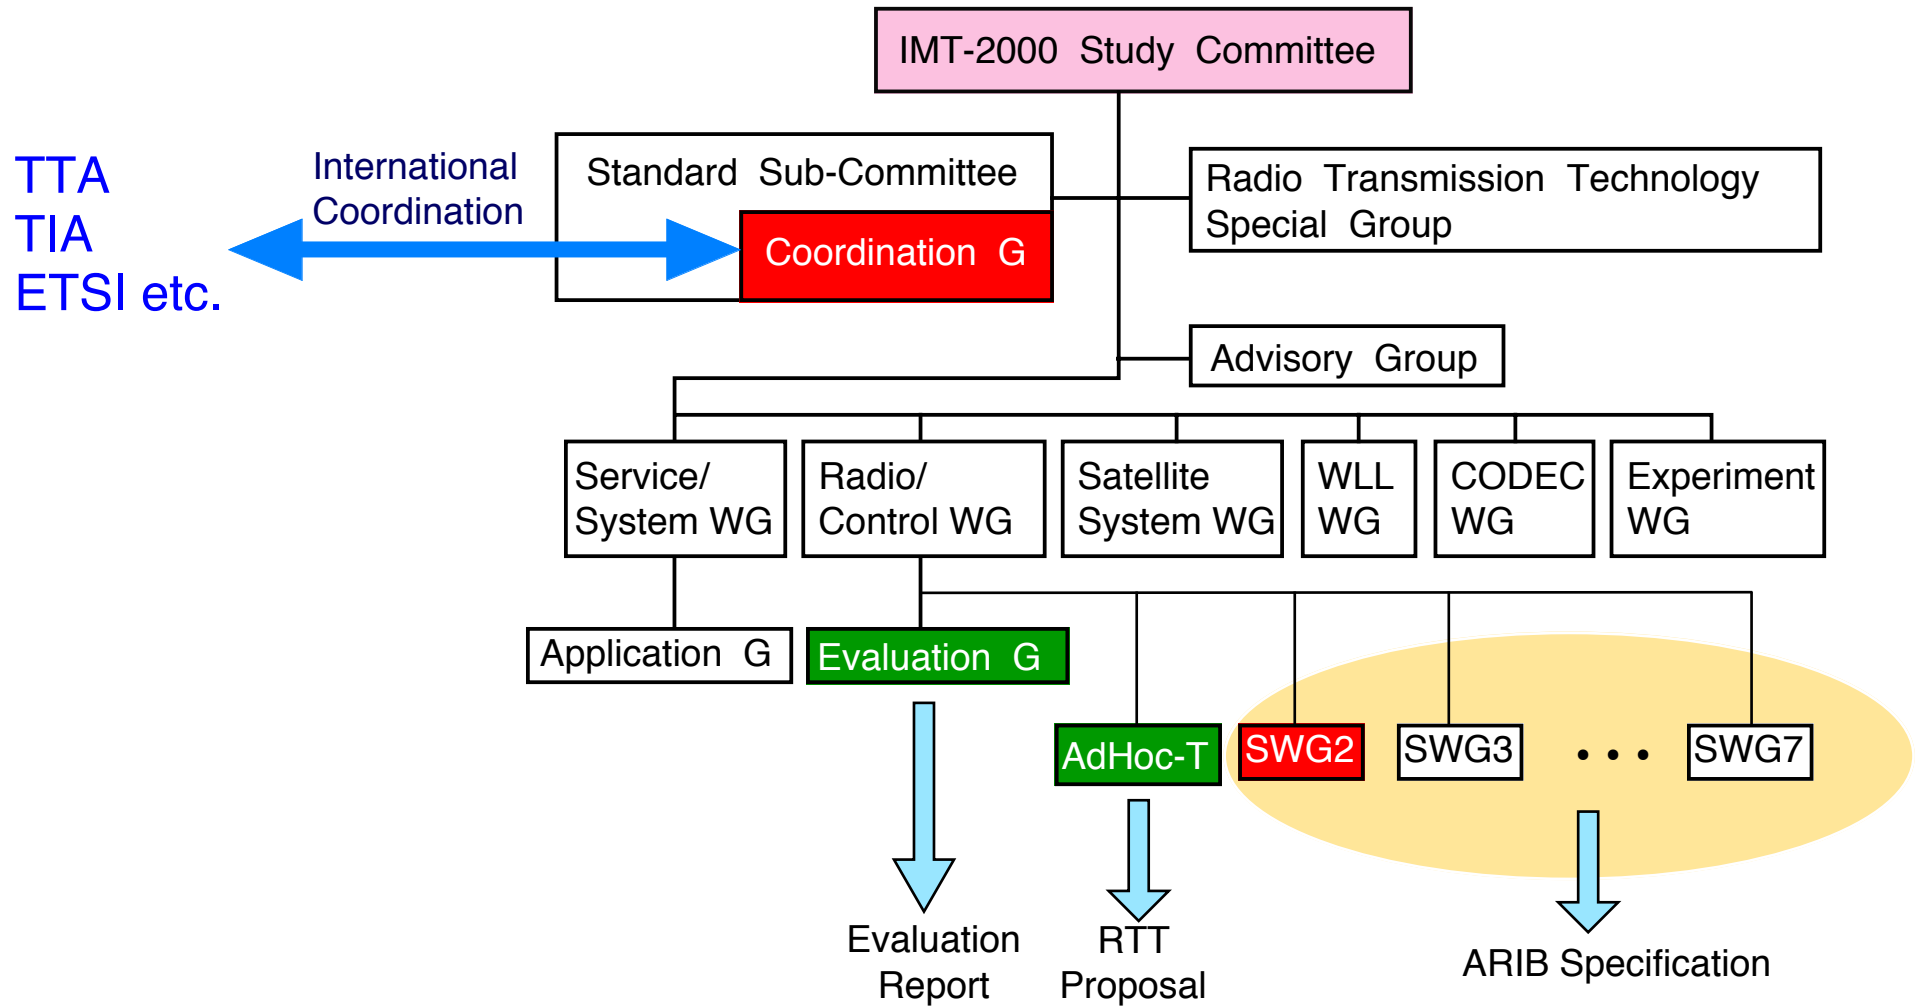 IMT-2000 Study Committee
TTA
TIA
ETSI etc.
International
Coordination
Standard Sub-Committee
Coordination G
Radio Transmission Technology
Special Group
Advisory Group
Service/
System WG
Radio/
Control WG
Satellite
System WG
WLL
WG
CODEC
WG
Experiment
WG
Application G
Evaluation G
AdHoc-T
SWG2
SWG3
• • •
SWG7
Evaluation
Report
RTT
Proposal
ARIB Specification